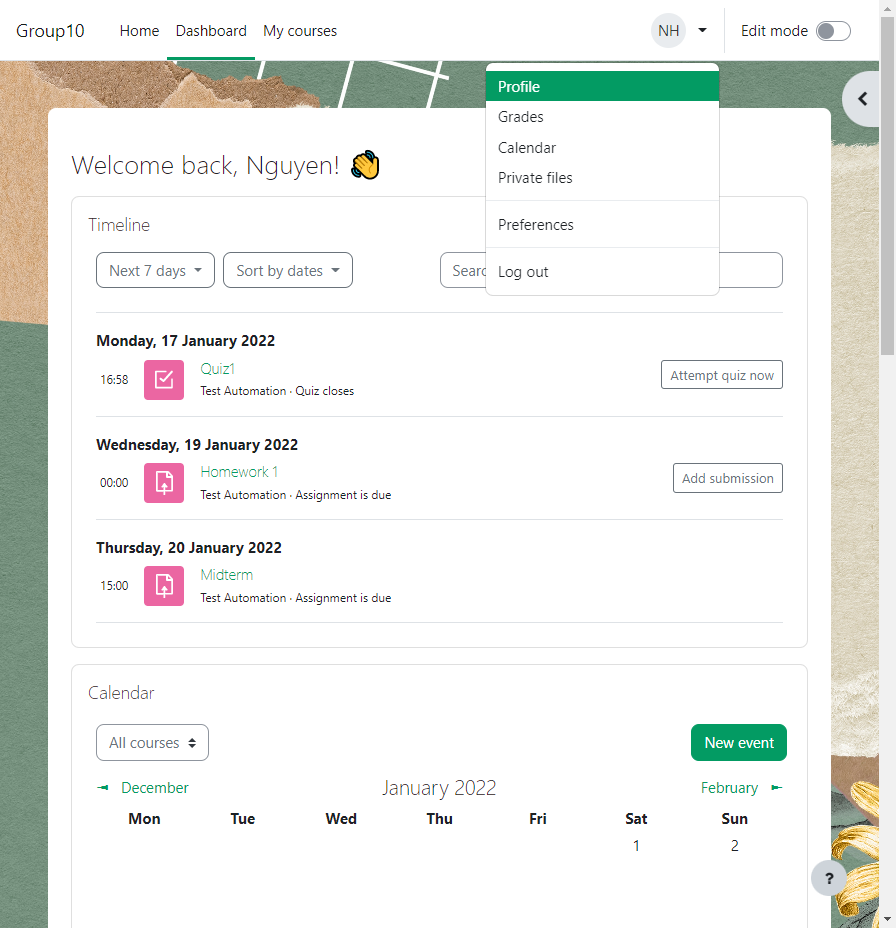 Group10 Home Dashboard My courses NH Edit mode
Profile
Grades
Calendar
Private files
Preferences
Log out
Welcome back, Nguyen! 👋
Timeline
Next 7 days Sort by dates Searc
Monday, 17 January 2022
16:58 Quiz1 Attempt quiz now
Test Automation · Quiz closes
Wednesday, 19 January 2022
00:00 Homework 1 Add submission
Test Automation · Assignment is due
Thursday, 20 January 2022
15:00 Midterm
Test Automation · Assignment is due
Calendar
All courses New event
◄ December January 2022 February ►
Mon Tue Wed Thu Fri Sat Sun
1 2
?